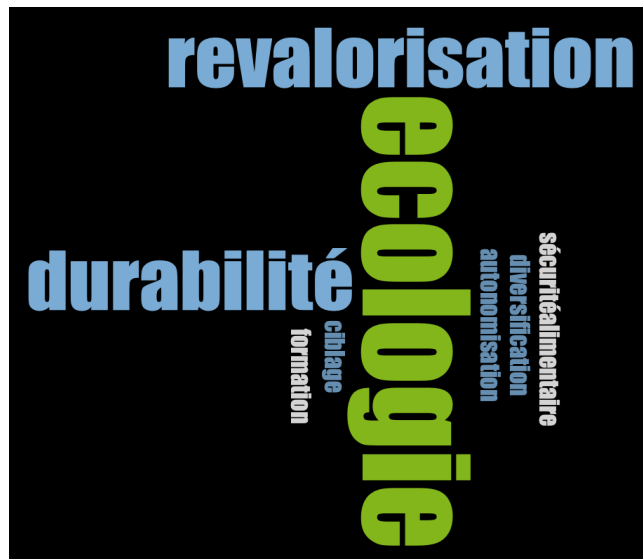 revalorisation
ecologie
durabilité
sécuritéalimentaire
diversification
autonomisation
ciblage
formation